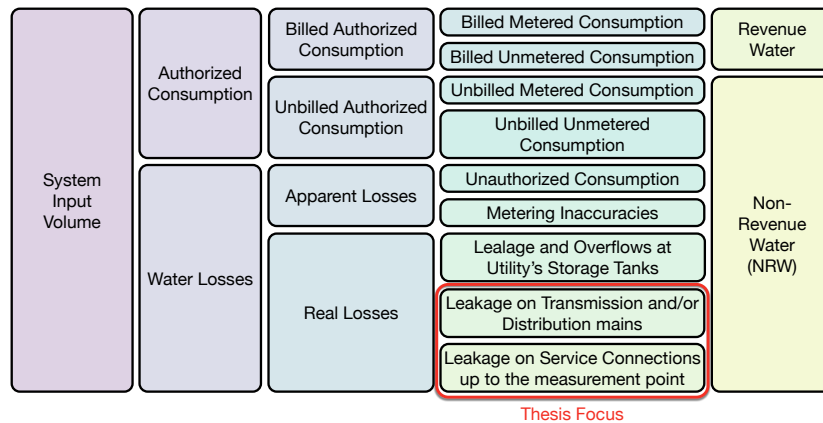 System
Input
Volume
Authorized
Consumption
Water Losses
Billed Authorized
Consumption
Unbilled Authorized
Consumption
Apparent Losses
Real Losses
Billed Metered Consumption
Billed Unmetered Consumption
Unbilled Metered Consumption
Unbilled Unmetered
Consumption
Unauthorized Consumption
Metering Inaccuracies
Lealage and Overflows at
Utility's Storage Tanks
Leakage on Transmission and/or
Distribution mains
Leakage on Service Connections
up to the measurement point
Revenue
Water
Non-
Revenue
Water
(NRW)
Thesis Focus